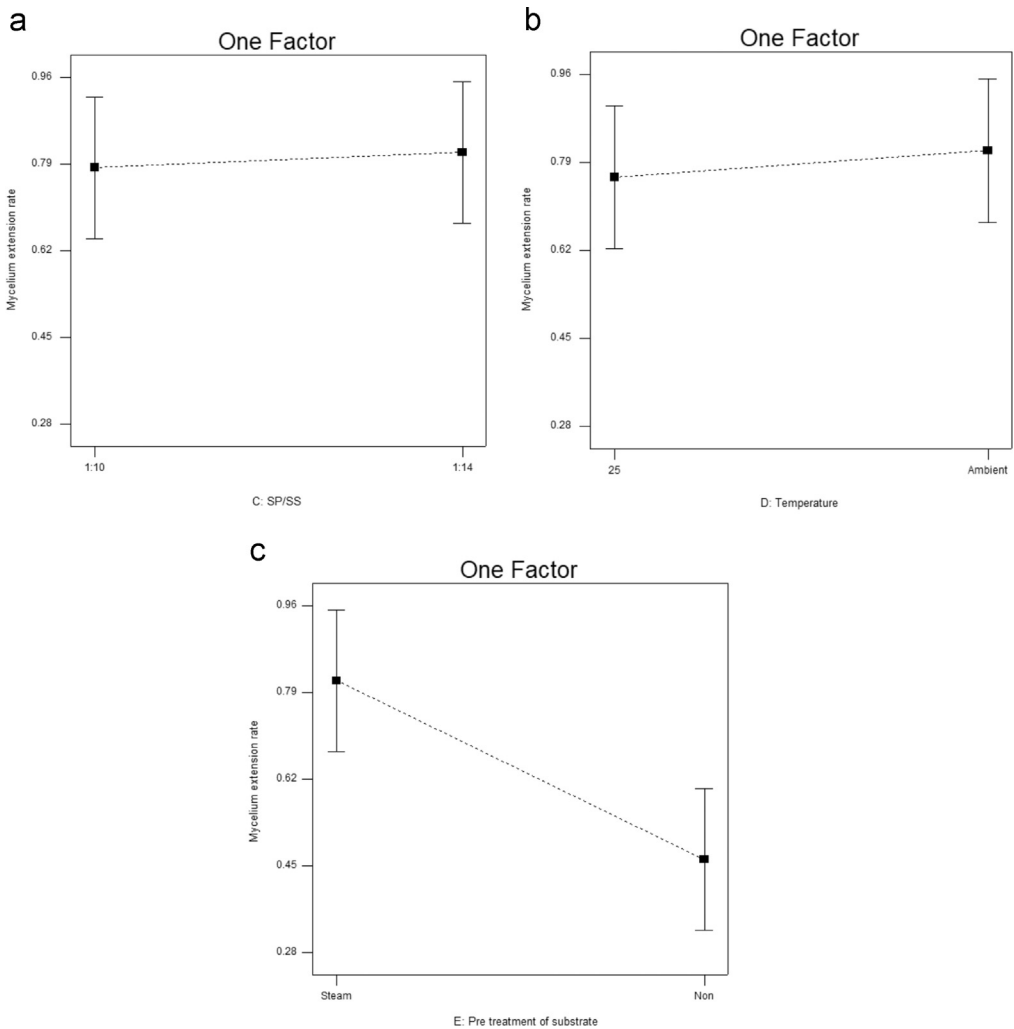 a
One Factor
0.96
0.79
0.62
0.45
0.28
Mycelium extension rate
1:10
1:14
C: SP/SS
b
One Factor
0.96
0.79
0.62
0.45
0.28
Mycelium extension rate
25
Ambient
D: Temperature
c
One Factor
0.96
0.79
0.62
0.45
0.28
Mycelium extension rate
Steam
Non
E: Pre treatment of substrate